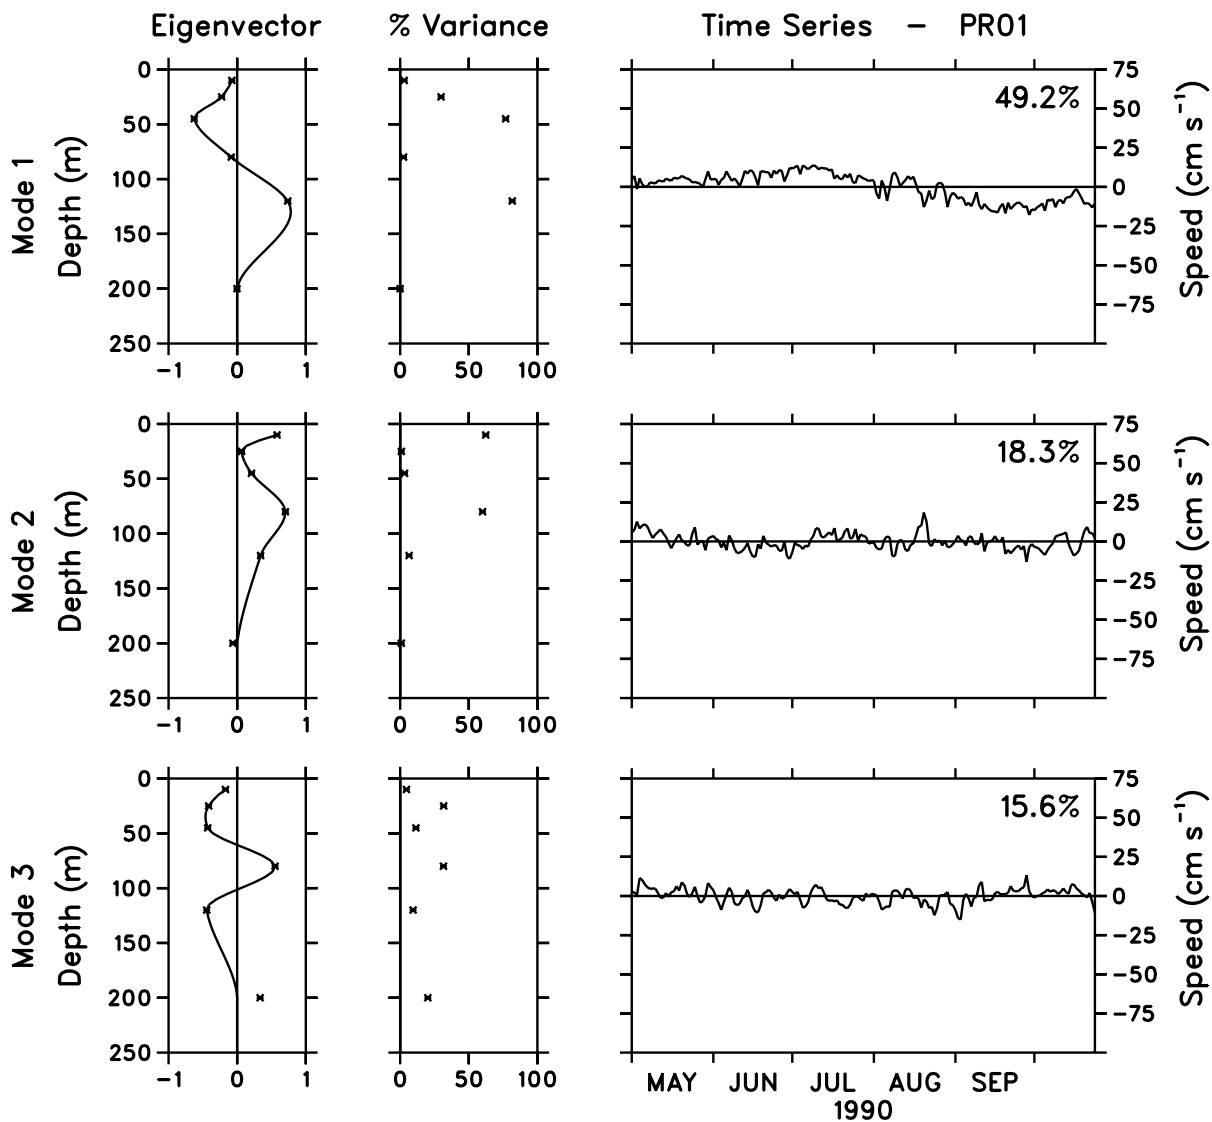 Eigenvector % Variance Time Series - PR01
Mode 1
Depth (m)
0
50
100
150
200
250
-1 0 1
0 50 100
49.2%
75
50
25
0
-25
-50
-75
Speed (cm s⁻¹)
Mode 2
Depth (m)
0
50
100
150
200
250
-1 0 1
0 50 100
18.3%
75
50
25
0
-25
-50
-75
Speed (cm s⁻¹)
Mode 3
Depth (m)
0
50
100
150
200
250
-1 0 1
0 50 100
15.6%
75
50
25
0
-25
-50
-75
Speed (cm s⁻¹)
MAY JUN JUL AUG SEP
1990